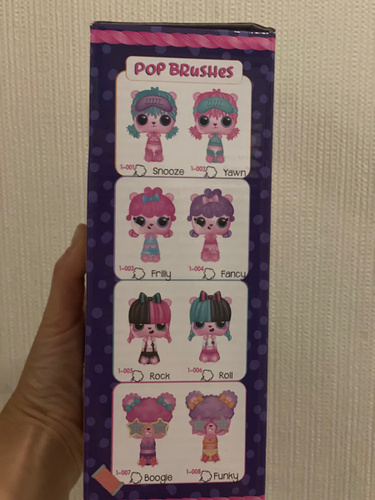 POP BRUSHES
1-001 Snooze 1-002 Yawn
1-003 Frilly 1-004 Fancy
1-005 Rock 1-006 Roll
1-007 Boogie 1-008 Funky